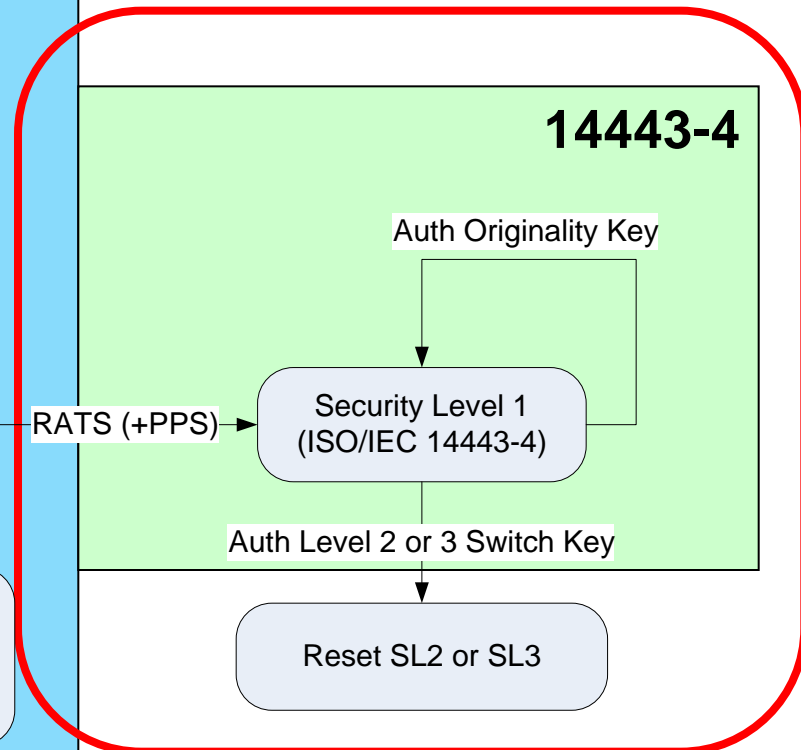 14443-4
Auth Originality Key
Security Level 1
(ISO/IEC 14443-4)
RATS (+PPS)
Auth Level 2 or 3 Switch Key
Reset SL2 or SL3